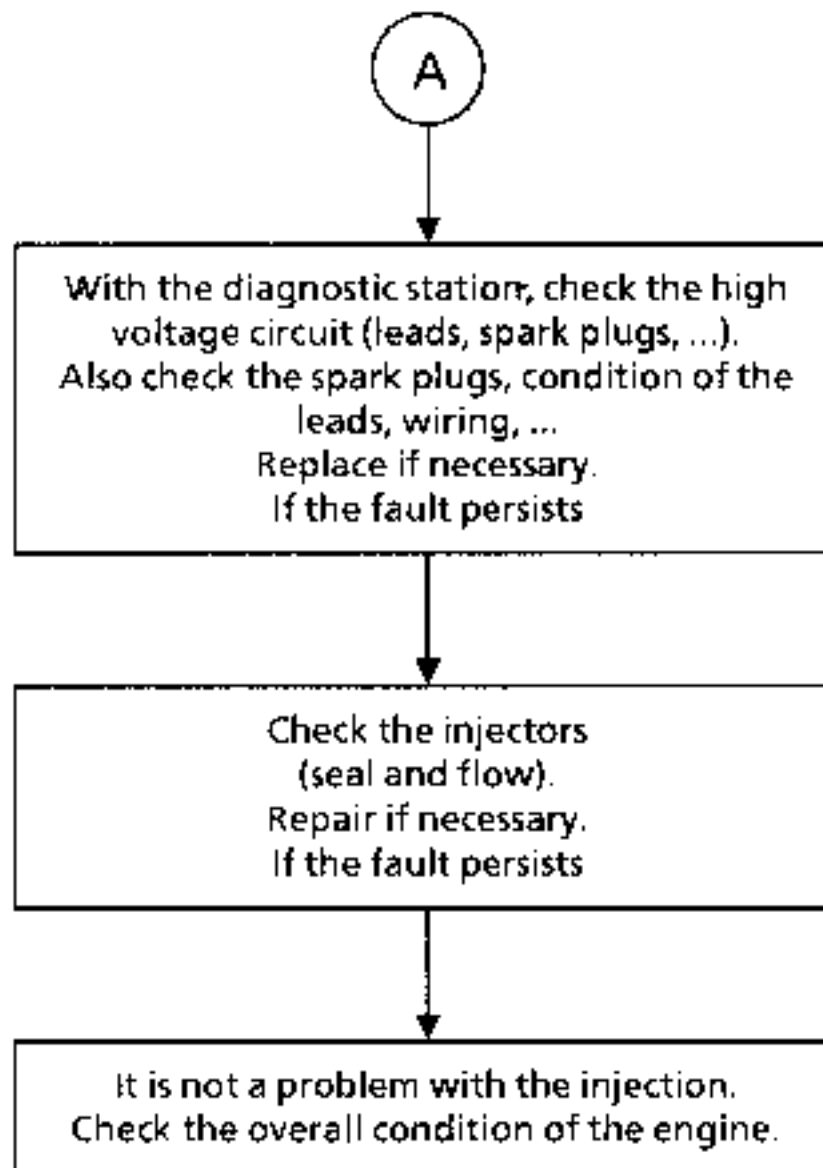 A
With the diagnostic station, check the high
voltage circuit (leads, spark plugs, ...).
Also check the spark plugs, condition of the
leads, wiring, ...
Replace if necessary.
If the fault persists
Check the injectors
(seal and flow).
Repair if necessary.
If the fault persists
It is not a problem with the injection.
Check the overall condition of the engine.